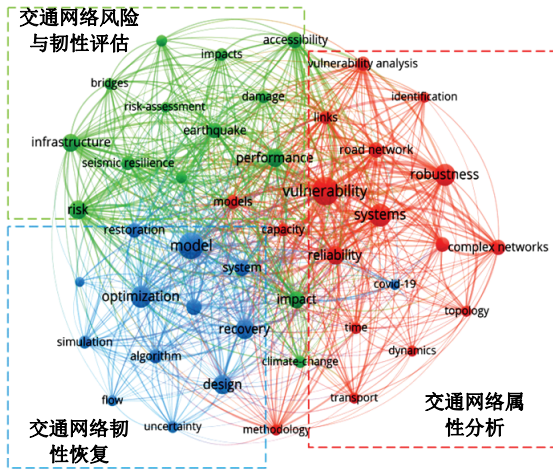 交通网络风险
与韧性评估
accessibility
impacts
vulnerability analysis
bridges
damage
identification
risk-assessment
links
earthquake
infrastructure
road network
performance
seismic resilience
robustness
vulnerability
models
risk
systems
restoration
capacity
model
complex networks
reliability
system
covid-19
optimization
impact
topology
recovery
time
simulation
algorithm
dynamics
climate-change
design
transport
flow
交通网络属
性分析
交通网络韧
性恢复
uncertainty
methodology